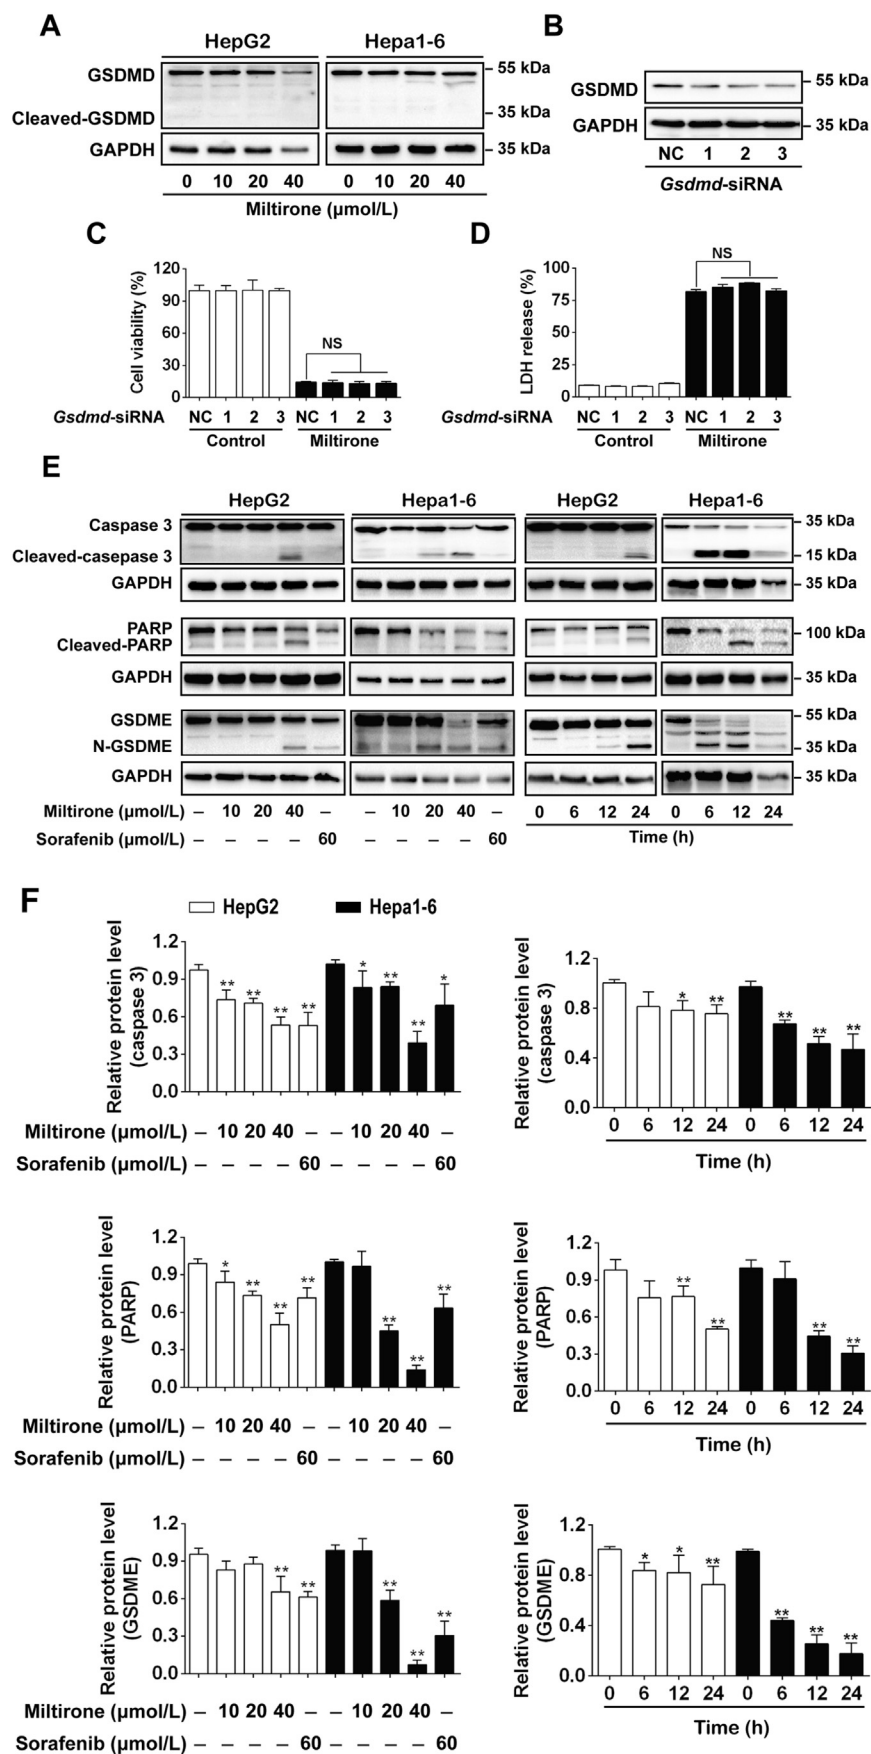 A
B
HepG2
Hepa1-6
GSDMD
55 kDa
Cleaved-GSDMD
35 kDa
GAPDH
35 kDa
0 10 20 40 0 10 20 40
Miltirone (μmol/L)
GSDMD
55 kDa
GAPDH
35 kDa
NC 1 2 3
Gsdmd-siRNA
C
D
Cell viability (%)
120
90
60
30
0
NS
Gsdmd-siRNA NC 1 2 3 NC 1 2 3
Control Miltirone
LDH release (%)
100
75
50
25
0
NS
Gsdmd-siRNA NC 1 2 3 NC 1 2 3
Control Miltirone
E
HepG2 Hepa1-6 HepG2 Hepa1-6
Caspase 3 35 kDa
Cleaved-casepase 3 15 kDa
GAPDH 35 kDa
PARP 100 kDa
Cleaved-PARP
GAPDH 35 kDa
GSDME 55 kDa
N-GSDME 35 kDa
GAPDH 35 kDa
Miltirone (μmol/L) – 10 20 40 – – 10 20 40 – 0 6 12 24 0 6 12 24
Sorafenib (μmol/L) – – – – 60 – – – – 60 Time (h)
F
HepG2 Hepa1-6
Relative protein level
(caspase 3)
1.2
0.9
0.6
0.3
0.0
** ** ** ** * ** ** *
Miltirone (μmol/L) – 10 20 40 – – 10 20 40 –
Sorafenib (μmol/L) – – – – 60 – – – – 60
Relative protein level
(caspase 3)
1.2
0.8
0.4
0.0
* ** ** ** **
0 6 12 24 0 6 12 24
Time (h)
Relative protein level
(PARP)
1.2
0.9
0.6
0.3
0.0
* ** ** ** ** ** **
Miltirone (μmol/L) – 10 20 40 – – 10 20 40 –
Sorafenib (μmol/L) – – – – 60 – – – – 60
Relative protein level
(PARP)
1.2
0.9
0.6
0.3
0.0
** ** ** **
0 6 12 24 0 6 12 24
Time (h)
Relative protein level
(GSDME)
1.2
0.9
0.6
0.3
0.0
** ** ** ** **
Miltirone (μmol/L) – 10 20 40 – – 10 20 40 –
Sorafenib (μmol/L) – – – – 60 – – – – 60
Relative protein level
(GSDME)
1.2
0.8
0.4
0.0
* * ** ** ** **
0 6 12 24 0 6 12 24
Time (h)